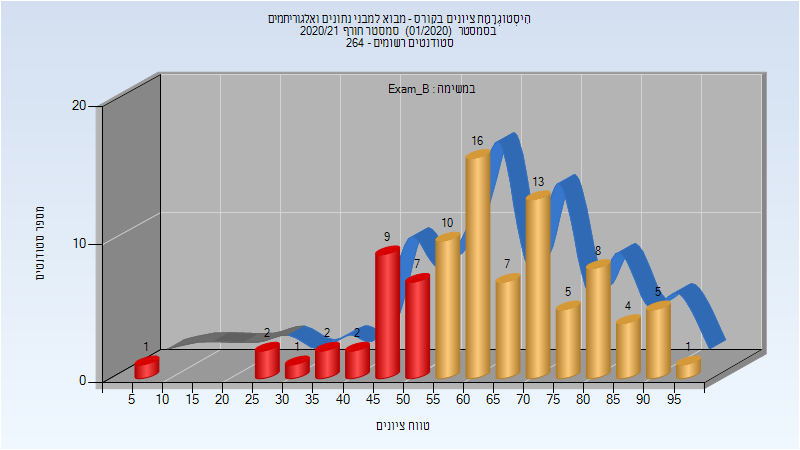 הִיסְטוֹגְרָמַת ציונים בקורס - מבוא למבני נתונים ואלגוריתמים
בסמסטר (01/2020) סמסטר חורף 2020/21
סטודנטים רשומים - 264
במשימה : Exam_B
מספר סטודנטים
20
10
0
1
2
1
2
2
9
7
10
16
7
13
5
8
4
5
1
5 10 15 20 25 30 35 40 45 50 55 60 65 70 75 80 85 90 95
טווח ציונים